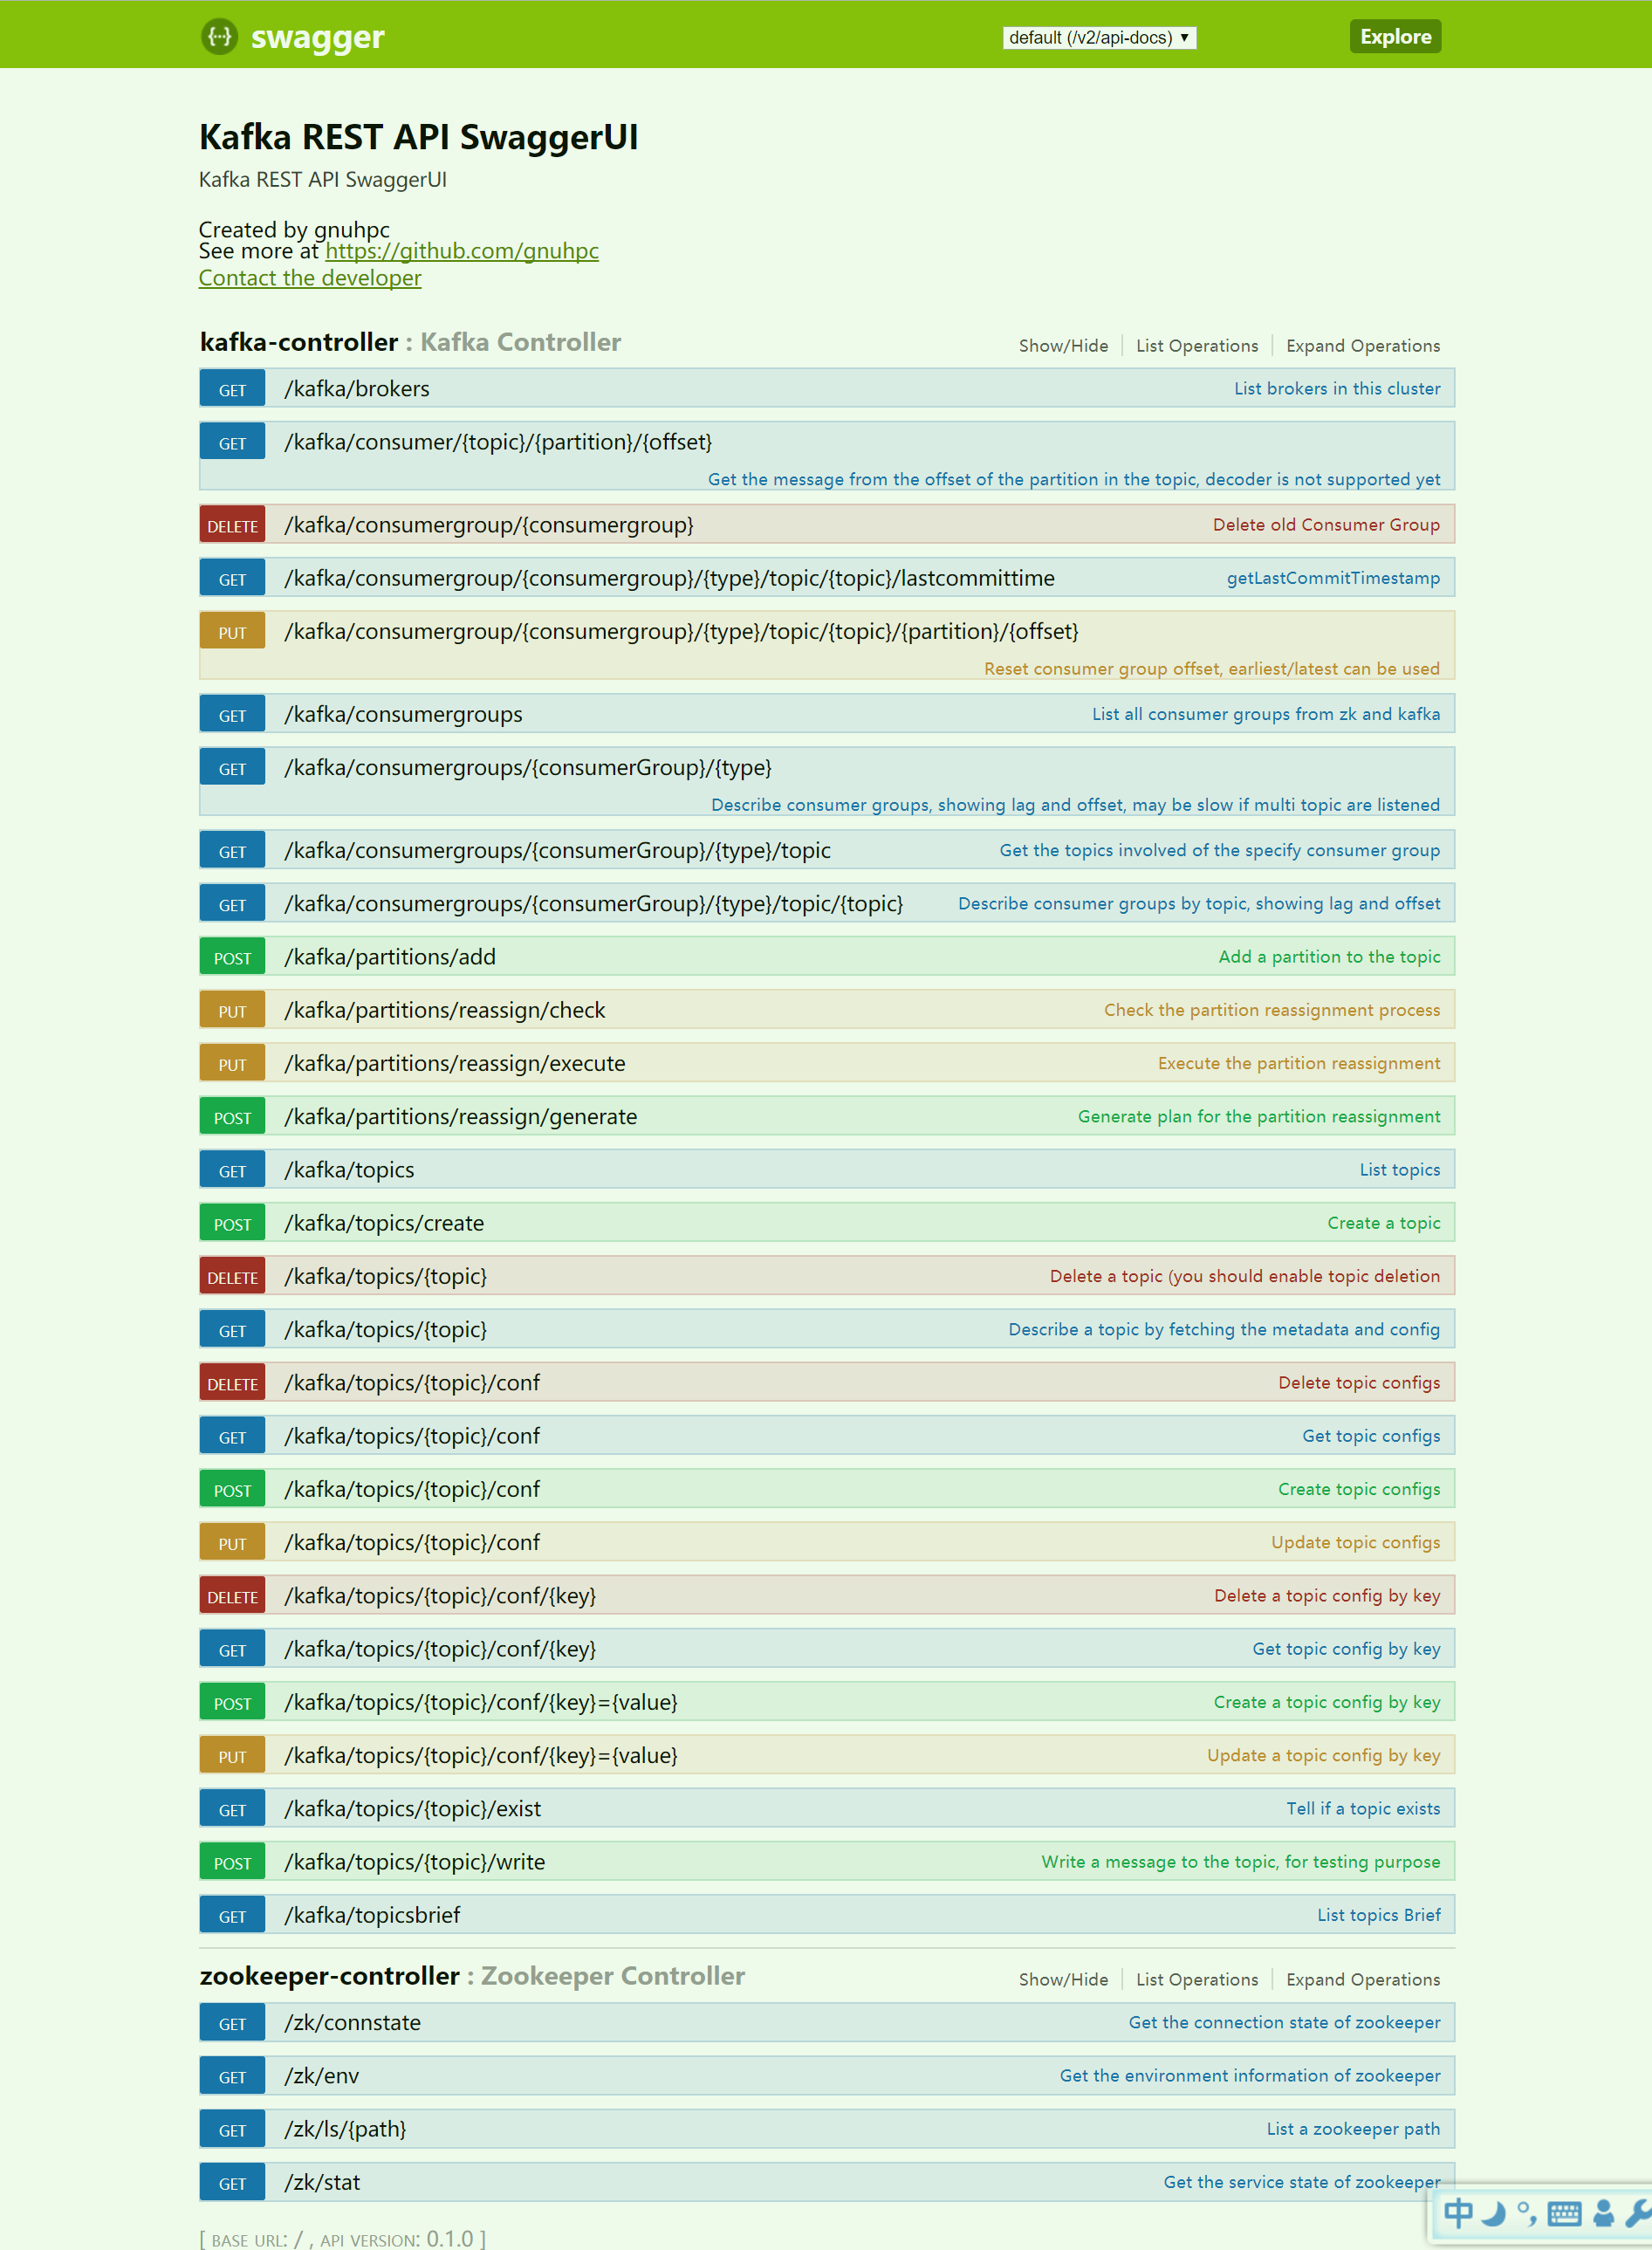 {···} swagger
default (/v2/api-docs) ▼
Explore
Kafka REST API SwaggerUI
Kafka REST API SwaggerUI
Created by gnuhpc
See more at https://github.com/gnuhpc
Contact the developer
kafka-controller : Kafka Controller Show/Hide List Operations Expand Operations
GET /kafka/brokers List brokers in this cluster
GET /kafka/consumer/{topic}/{partition}/{offset}
Get the message from the offset of the partition in the topic, decoder is not supported yet
DELETE /kafka/consumergroup/{consumergroup} Delete old Consumer Group
GET /kafka/consumergroup/{consumergroup}/{type}/topic/{topic}/lastcommittime getLastCommitTimestamp
PUT /kafka/consumergroup/{consumergroup}/{type}/topic/{topic}/{partition}/{offset}
Reset consumer group offset, earliest/latest can be used
GET /kafka/consumergroups List all consumer groups from zk and kafka
GET /kafka/consumergroups/{consumerGroup}/{type}
Describe consumer groups, showing lag and offset, may be slow if multi topic are listened
GET /kafka/consumergroups/{consumerGroup}/{type}/topic Get the topics involved of the specify consumer group
GET /kafka/consumergroups/{consumerGroup}/{type}/topic/{topic} Describe consumer groups by topic, showing lag and offset
POST /kafka/partitions/add Add a partition to the topic
PUT /kafka/partitions/reassign/check Check the partition reassignment process
PUT /kafka/partitions/reassign/execute Execute the partition reassignment
POST /kafka/partitions/reassign/generate Generate plan for the partition reassignment
GET /kafka/topics List topics
POST /kafka/topics/create Create a topic
DELETE /kafka/topics/{topic} Delete a topic (you should enable topic deletion
GET /kafka/topics/{topic} Describe a topic by fetching the metadata and config
DELETE /kafka/topics/{topic}/conf Delete topic configs
GET /kafka/topics/{topic}/conf Get topic configs
POST /kafka/topics/{topic}/conf Create topic configs
PUT /kafka/topics/{topic}/conf Update topic configs
DELETE /kafka/topics/{topic}/conf/{key} Delete a topic config by key
GET /kafka/topics/{topic}/conf/{key} Get topic config by key
POST /kafka/topics/{topic}/conf/{key}={value} Create a topic config by key
PUT /kafka/topics/{topic}/conf/{key}={value} Update a topic config by key
GET /kafka/topics/{topic}/exist Tell if a topic exists
POST /kafka/topics/{topic}/write Write a message to the topic, for testing purpose
GET /kafka/topicsbrief List topics Brief
zookeeper-controller : Zookeeper Controller Show/Hide List Operations Expand Operations
GET /zk/connstate Get the connection state of zookeeper
GET /zk/env Get the environment information of zookeeper
GET /zk/ls/{path} List a zookeeper path
GET /zk/stat Get the service state of zookeeper
中
[ BASE URL: / , API VERSION: 0.1.0 ]